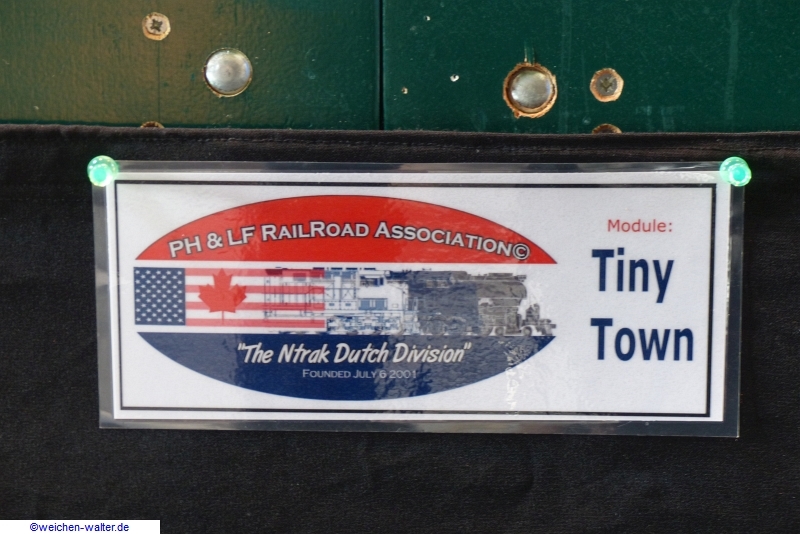 PH & LF RAILROAD ASSOCIATION©
"The Ntrak Dutch Division"
FOUNDED JULY 6 2001
Module:
Tiny
Town
©weichen-walter.de